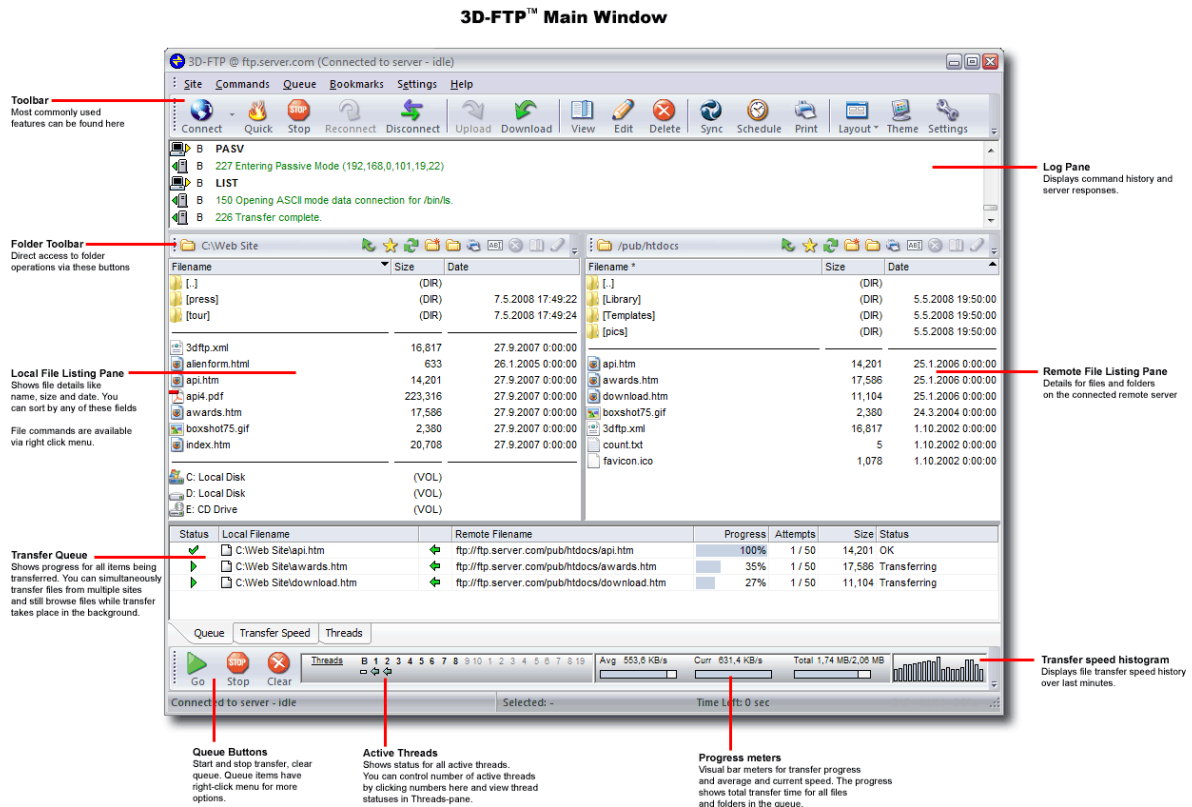 3D-FTP™ Main Window
3D-FTP @ ftp.server.com (Connected to server - idle)
Site Commands Queue Bookmarks Settings Help
Toolbar
Most commonly used
features can be found here
Connect Quick Stop Reconnect Disconnect Upload Download View Edit Delete Sync Schedule Print Layout Theme Settings
B PASV
B 227 Entering Passive Mode (192,168,0,101,19,22)
B LIST
B 150 Opening ASCII mode data connection for /bin/ls.
B 226 Transfer complete.
Log Pane
Displays command history and
server responses.
Folder Toolbar
Direct access to folder
operations via these buttons
C:\Web Site
Filename Size Date
[..] (DIR)
[press] (DIR) 7.5.2008 17:49:22
[tour] (DIR) 7.5.2008 17:49:24
3dftp.xml 16,817 27.9.2007 0:00:00
alienform.html 633 26.1.2005 0:00:00
api.htm 14,201 27.9.2007 0:00:00
api4.pdf 223,316 27.9.2007 0:00:00
awards.htm 17,586 27.9.2007 0:00:00
boxshot75.gif 2,380 27.9.2007 0:00:00
index.htm 20,708 27.9.2007 0:00:00
C: Local Disk (VOL)
D: Local Disk (VOL)
E: CD Drive (VOL)
/pub/htdocs
Filename * Size Date
[..] (DIR)
[Library] (DIR) 5.5.2008 19:50:00
[Templates] (DIR) 5.5.2008 19:50:00
[pics] (DIR) 5.5.2008 19:50:00
api.htm 14,201 25.1.2006 0:00:00
awards.htm 17,586 25.1.2006 0:00:00
download.htm 11,104 25.1.2006 0:00:00
boxshot75.gif 2,380 24.3.2004 0:00:00
3dftp.xml 16,817 1.10.2002 0:00:00
count.txt 5 1.10.2002 0:00:00
favicon.ico 1,078 1.10.2002 0:00:00
Local File Listing Pane
Shows file details like
name, size and date. You
can sort by any of these fields
File commands are available
via right click menu.
Remote File Listing Pane
Details for files and folders
on the connected remote server
Status Local Filename Remote Filename Progress Attempts Size Status
C:\Web Site\api.htm ftp://ftp.server.com/pub/htdocs/api.htm 100% 1 / 50 14,201 OK
C:\Web Site\awards.htm ftp://ftp.server.com/pub/htdocs/awards.htm 35% 1 / 50 17,586 Transferring
C:\Web Site\download.htm ftp://ftp.server.com/pub/htdocs/download.htm 27% 1 / 50 11,104 Transferring
Transfer Queue
Shows progress for all items being
transferred. You can simultaneously
transfer files from multiple sites
and still browse files while transfer
takes place in the background.
Queue Transfer Speed Threads
Go Stop Clear
Threads B 1 2 3 4 5 6 7 8 9 10 1 2 3 4 5 6 7 8 19
Avg 553,6 KB/s Curr 631,4 KB/s Total 1,74 MB/2,06 MB
Transfer speed histogram
Displays file transfer speed history
over last minutes.
Connected to server - idle Selected: - Time Left: 0 sec
Queue Buttons
Start and stop transfer, clear
queue. Queue items have
right-click menu for more
options.
Active Threads
Shows status for all active threads.
You can control number of active threads
by clicking numbers here and view thread
statuses in Threads-pane.
Progress meters
Visual bar meters for transfer progress
and average and current speed. The progress
shows total transfer time for all files
and folders in the queue.